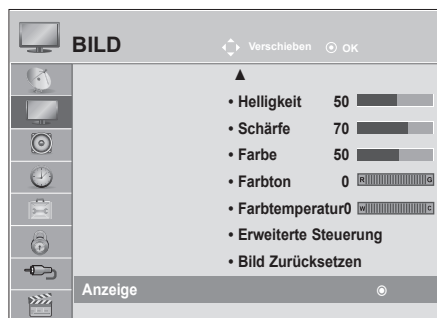 BILD
Verschieben OK
• Helligkeit 50
• Schärfe 70
• Farbe 50
• Farbton 0 R G
• Farbtemperatur0 W C
• Erweiterte Steuerung
• Bild Zurücksetzen
Anzeige